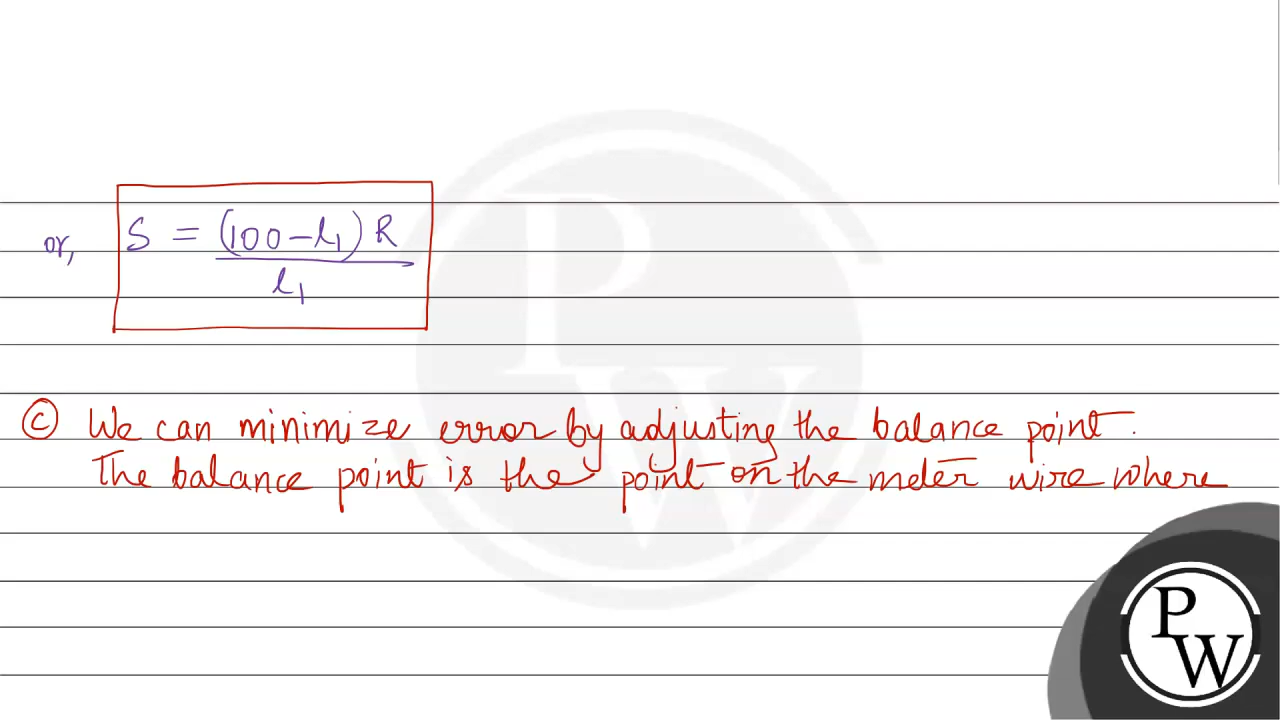 or, S = (100 - l₁) R / l₁
© We can minimize error by adjusting the balance point.
The balance point is the point on the meter wire where
PW
PW